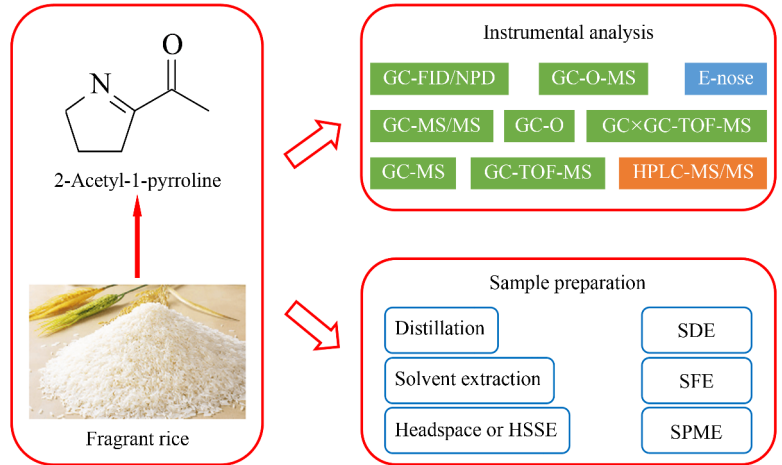 O
N
2-Acetyl-1-pyrroline
Fragrant rice
Instrumental analysis
GC-FID/NPD
GC-O-MS
E-nose
GC-MS/MS
GC-O
GC×GC-TOF-MS
GC-MS
GC-TOF-MS
HPLC-MS/MS
Sample preparation
Distillation
SDE
Solvent extraction
SFE
Headspace or HSSE
SPME